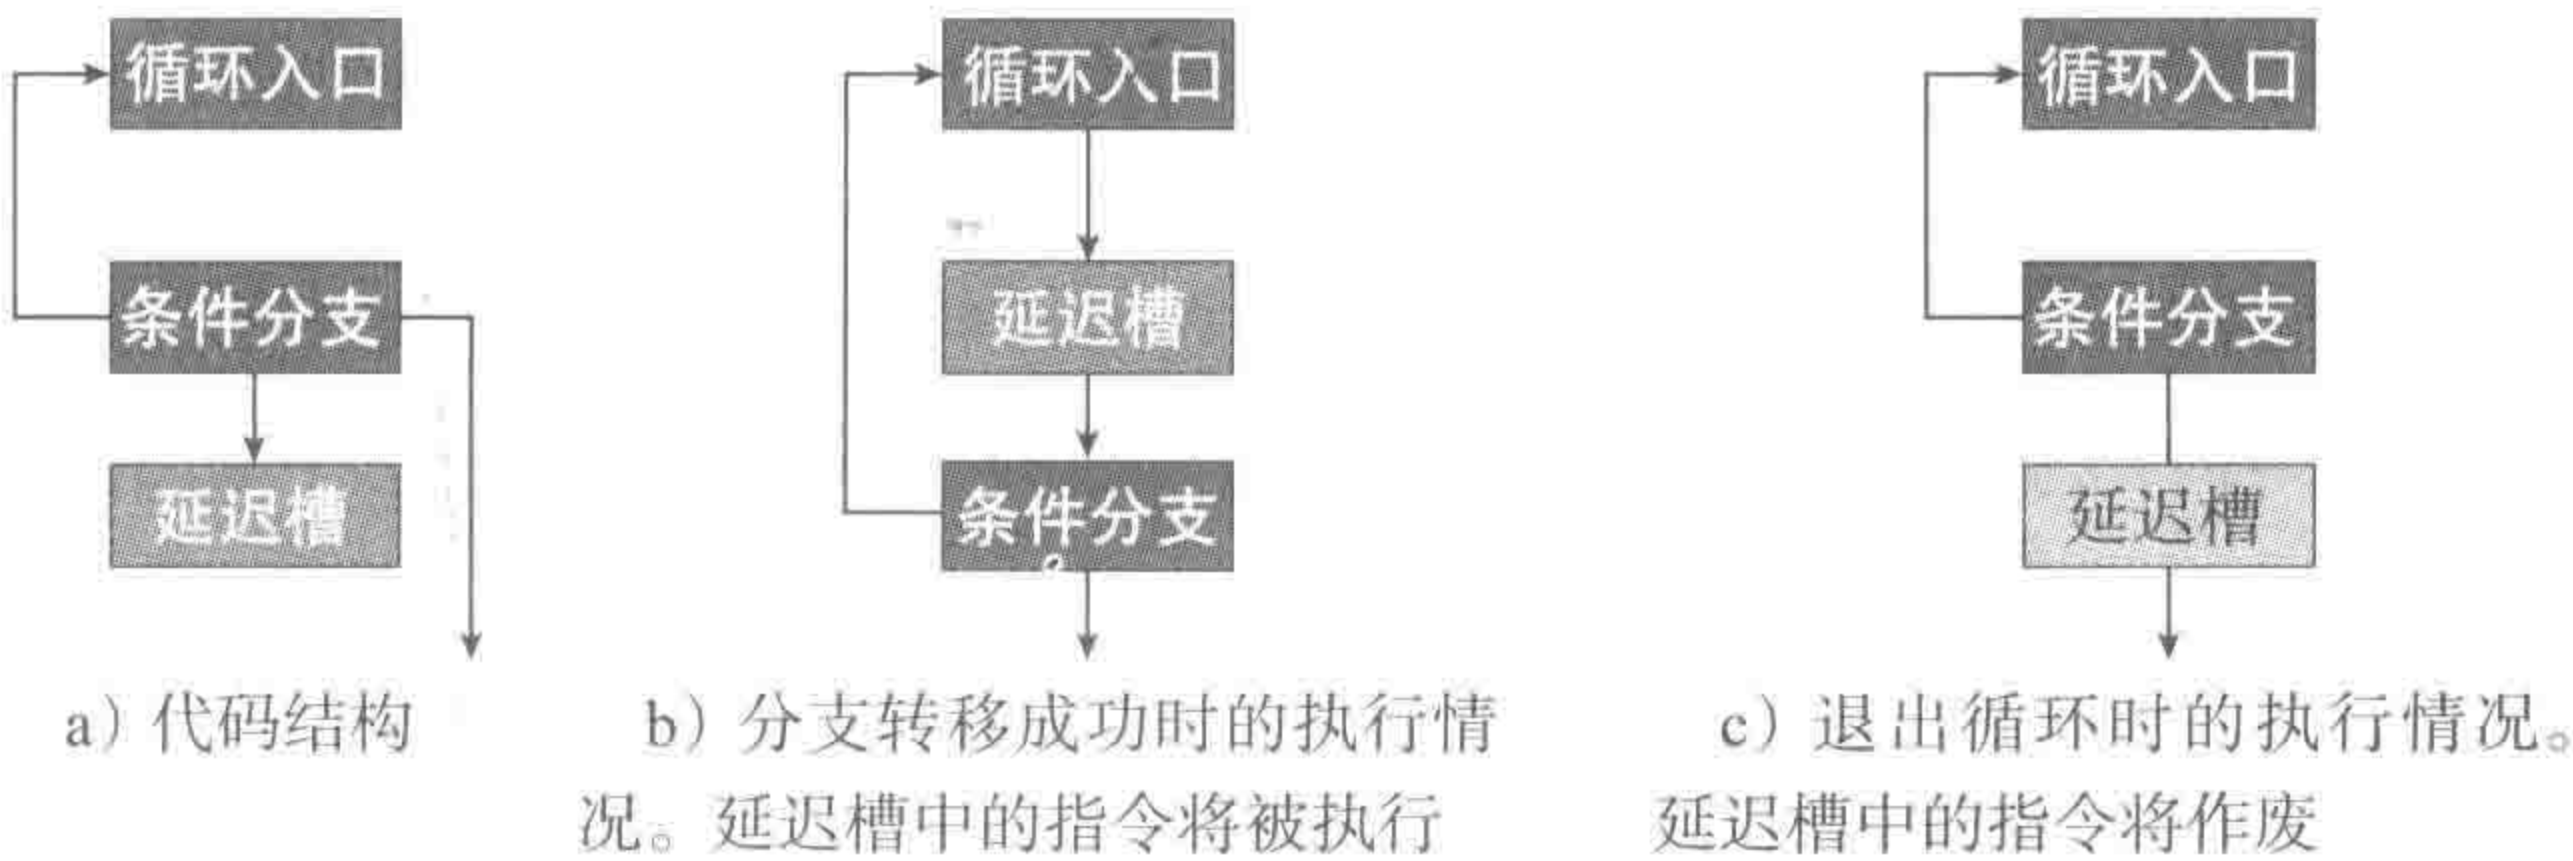 循环入口
条件分支
延迟槽
a）代码结构
循环入口
延迟槽
条件分支
b）分支转移成功时的执行情
况。延迟槽中的指令将被执行
循环入口
条件分支
延迟槽
c）退出循环时的执行情况。
延迟槽中的指令将作废